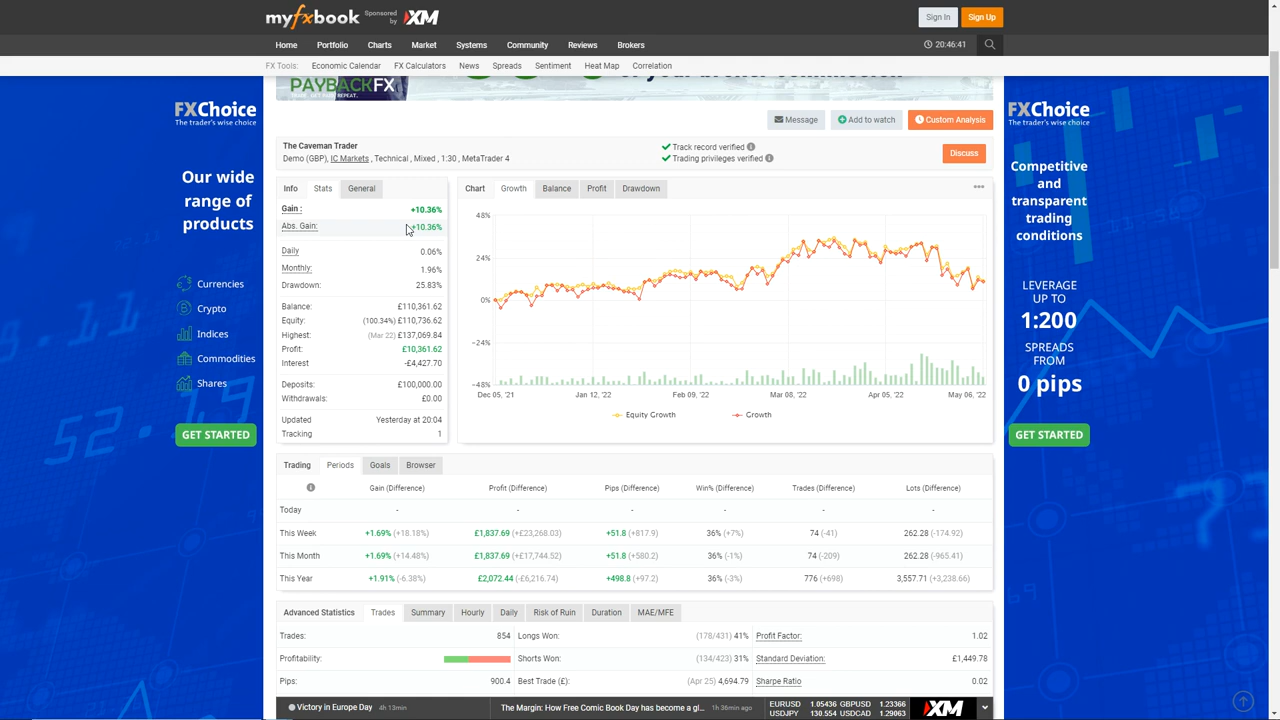 myfxbook Sponsored by XM
Sign In Sign Up
Home Portfolio Charts Market Systems Community Reviews Brokers 20:46:41
FX Tools: Economic Calendar FX Calculators News Spreads Sentiment Heat Map Correlation
PAYBACKFX
FXChoice
The trader's wise choice
Our wide
range of
products
Currencies
Crypto
Indices
Commodities
Shares
GET STARTED
Message Add to watch Custom Analysis
The Caveman Trader
Demo (GBP), IC Markets , Technical , Mixed , 1:30 , MetaTrader 4
Track record verified
Trading privileges verified
Discuss
Info Stats General
Gain : +10.36%
Abs. Gain: +10.36%
Daily 0.06%
Monthly: 1.96%
Drawdown: 25.83%
Balance: £110,361.62
Equity: (100.34%) £110,736.62
Highest: (Mar 22) £137,069.84
Profit: £10,361.62
Interest -£4,427.70
Deposits: £100,000.00
Withdrawals: £0.00
Updated Yesterday at 20:04
Tracking 1
Chart Growth Balance Profit Drawdown
48%
24%
0%
-24%
-48%
Dec 05, '21 Jan 12, '22 Feb 09, '22 Mar 08, '22 Apr 05, '22 May 06, '22
Equity Growth Growth
Trading Periods Goals Browser
Gain (Difference) Profit (Difference) Pips (Difference) Win% (Difference) Trades (Difference) Lots (Difference)
Today - - - - - -
This Week +1.69% (+18.18%) £1,837.69 (+£23,268.03) +51.8 (+817.9) 36% (+7%) 74 (-41) 262.28 (-174.92)
This Month +1.69% (+14.48%) £1,837.69 (+£17,744.52) +51.8 (+580.2) 36% (-1%) 74 (-209) 262.28 (-965.41)
This Year +1.91% (-6.38%) £2,072.44 (-£6,216.74) +498.8 (+97.2) 36% (-3%) 776 (+698) 3,557.71 (+3,238.66)
Advanced Statistics Trades Summary Hourly Daily Risk of Ruin Duration MAE/MFE
Trades: 854 Longs Won: (178/431) 41% Profit Factor: 1.02
Profitability: Shorts Won: (134/423) 31% Standard Deviation: £1,449.78
Pips: 900.4 Best Trade (£): (Apr 25) 4,694.79 Sharpe Ratio 0.02
Victory in Europe Day 4h 13min The Margin: How Free Comic Book Day has become a gl... 1h 36min ago
EURUSD 1.05436 GBPUSD 1.23366
USDJPY 130.554 USDCAD 1.29063
XM
FXChoice
The trader's wise choice
Competitive
and
transparent
trading
conditions
LEVERAGE
UP TO
1:200
SPREADS
FROM
0 pips
GET STARTED